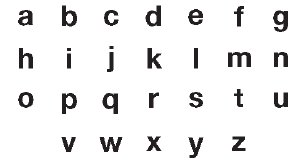 a b c d e f g
h i j k l m n
o p q r s t u
v w x y z